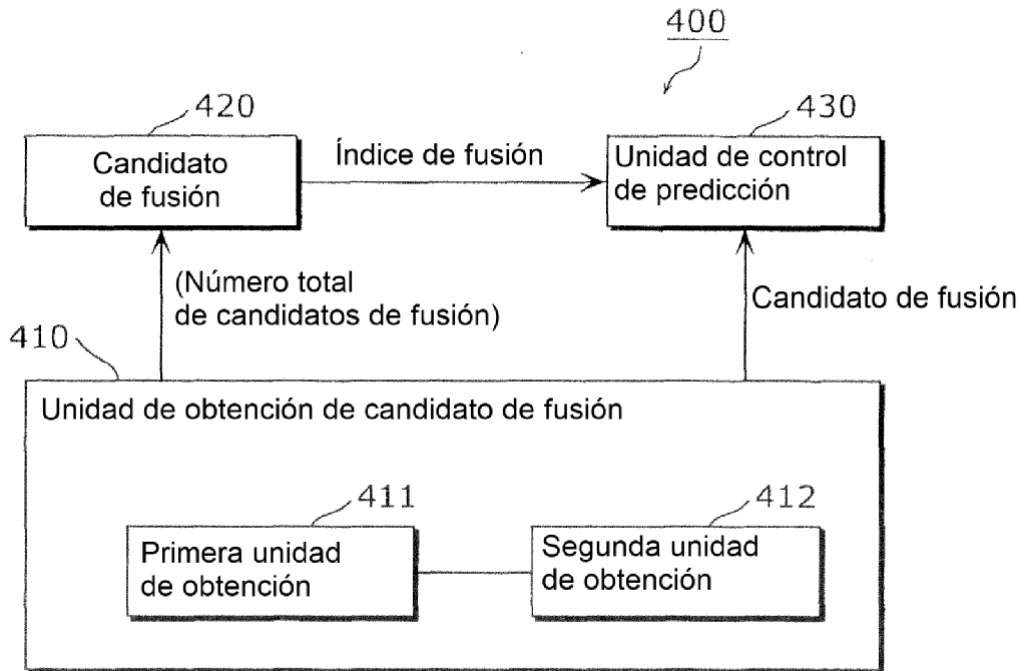 400
420
430
Candidato
de fusión
Índice de fusión
Unidad de control
de predicción
(Número total
de candidatos de fusión)
Candidato de fusión
410
Unidad de obtención de candidato de fusión
411
412
Primera unidad
de obtención
Segunda unidad
de obtención